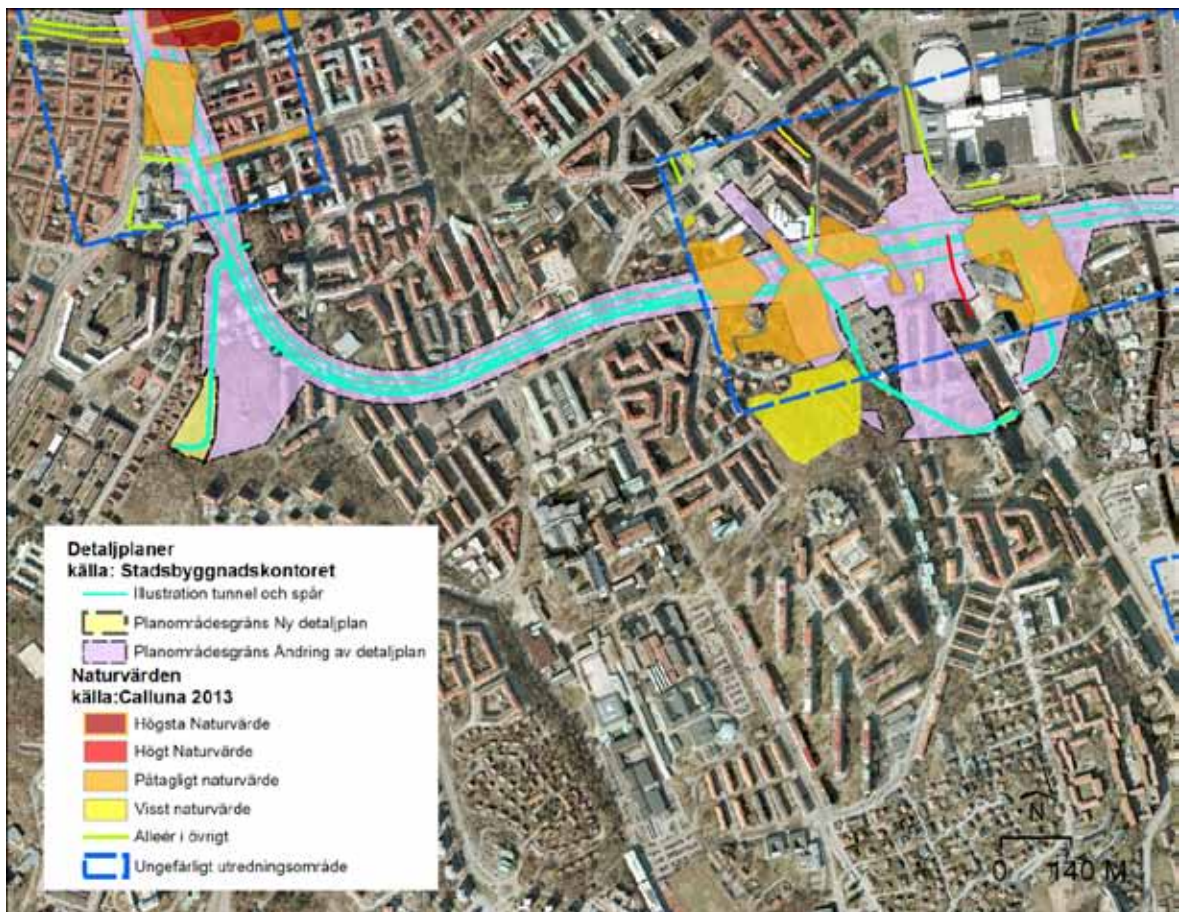 Detaljplaner
källa: Stadsbyggnadskontoret
Illustration tunnel och spår
Planområdesgräns Ny detaljplan
Planområdesgräns Ändring av detaljplan
Naturvärden
källa:Calluna 2013
Högsta Naturvärde
Högt Naturvärde
Påtagligt naturvärde
Visst naturvärde
Alleér i övrigt
Ungefärligt utredningsområde
N
0 140 M